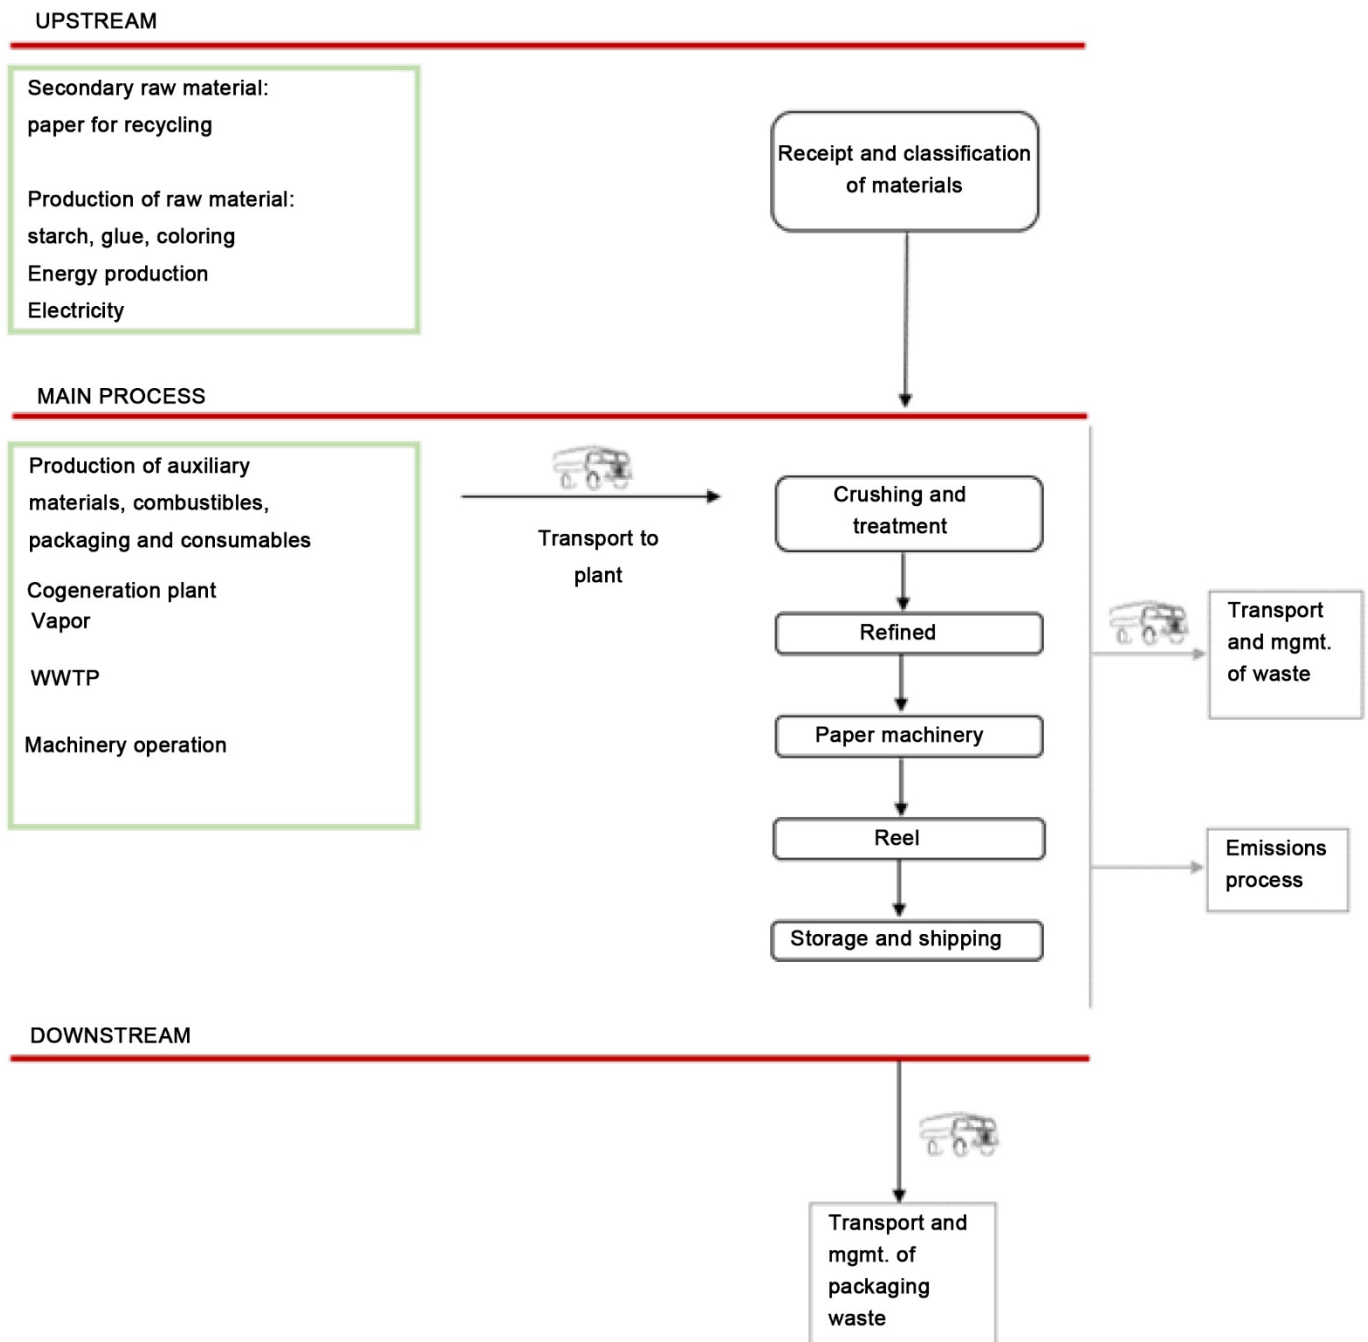 UPSTREAM
Secondary raw material:
paper for recycling
Production of raw material:
starch, glue, coloring
Energy production
Electricity
Receipt and classification
of materials
MAIN PROCESS
Production of auxiliary
materials, combustibles,
packaging and consumables
Cogeneration plant
Vapor
WWTP
Machinery operation
Transport to
plant
Crushing and
treatment
Refined
Paper machinery
Reel
Storage and shipping
Transport
and mgmt.
of waste
Emissions
process
DOWNSTREAM
Transport and
mgmt. of
packaging
waste